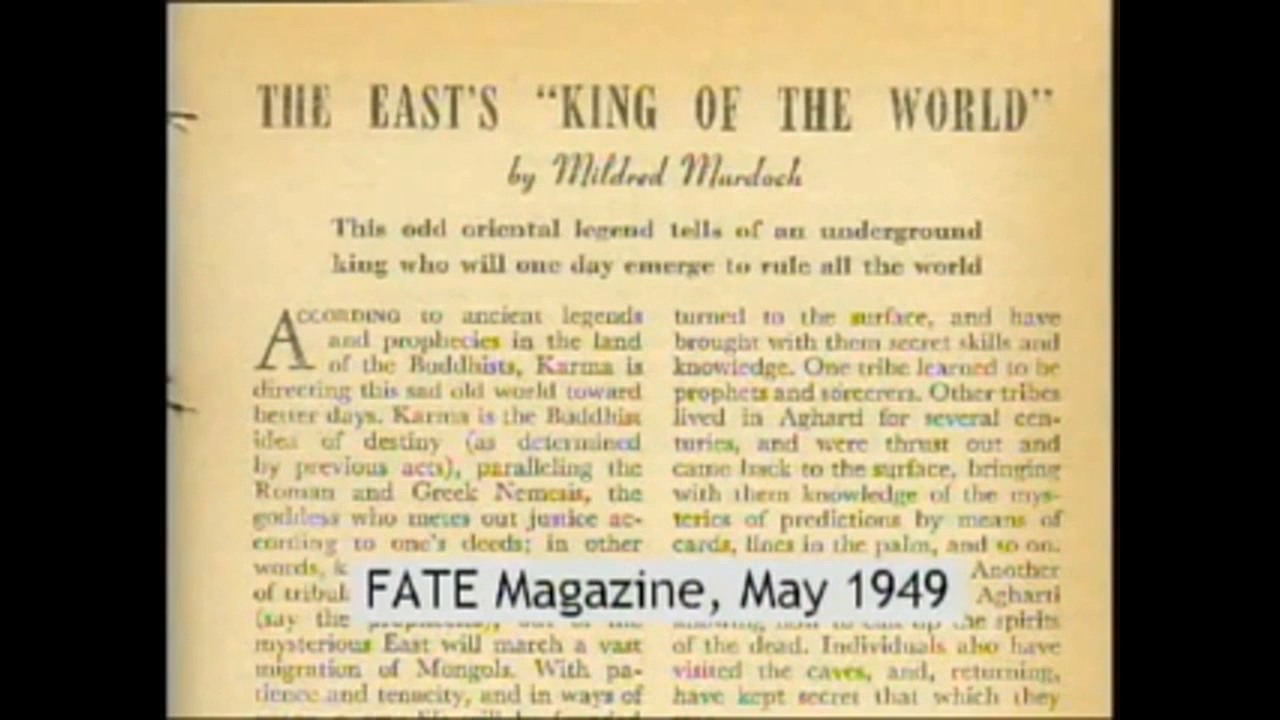 THE EAST'S "KING OF THE WORLD"
by Mildred Murdoch
This odd oriental legend tells of an underground
king who will one day emerge to rule all the world
ACCORDING to ancient legends
and prophecies in the land
of the Buddhists, Karma is
directing this sad old world toward
better days. Karma is the Buddhist
idea of destiny (as determined
by previous acts), paralleling the
Roman and Greek Nemesis, the
goddess who metes out justice ac-
cording to one's deeds; in other
words,
of
(say the
mysterious East will march a vast
migration of Mongols. With pa-
tience and tenacity, and in ways of
turned to the surface, and have
brought with them secret skills and
knowledge. One tribe learned to be
prophets and sorcerers. Other tribes
lived in Agharti for several cen-
turies, and were thrust out and
came back to the surface, bringing
with them knowledge of the mys-
teries of predictions by means of
cards, lines in the palm, and so on.
Another
Agharti
the spirits
of the dead. Individuals also have
visited the caves, and, returning,
have kept secret that which they
FATE Magazine, May 1949